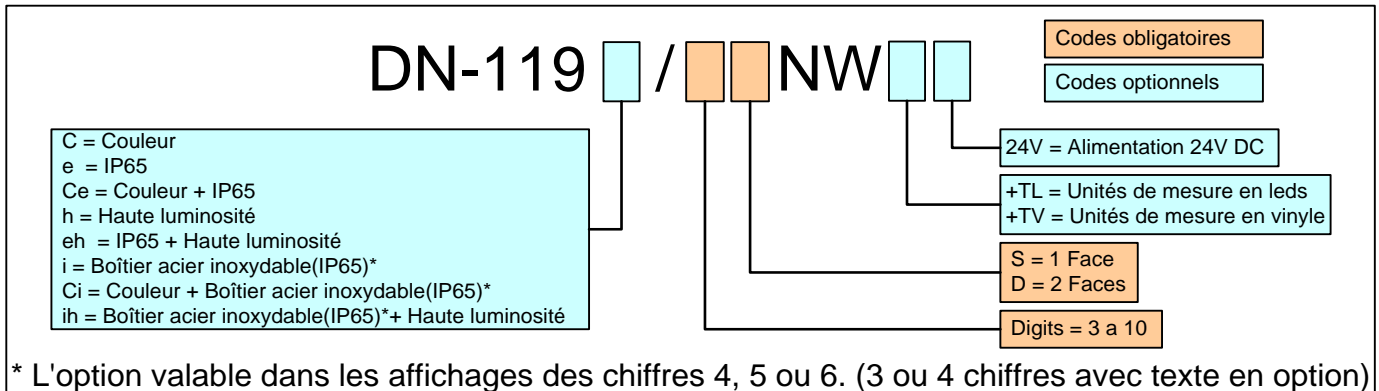 DN-119 / NW
Codes obligatoires
Codes optionnels
C = Couleur
e = IP65
Ce = Couleur + IP65
h = Haute luminosité
eh = IP65 + Haute luminosité
i = Boîtier acier inoxydable(IP65)*
Ci = Couleur + Boîtier acier inoxydable(IP65)*
ih = Boîtier acier inoxydable(IP65)*+ Haute luminosité
24V = Alimentation 24V DC
+TL = Unités de mesure en leds
+TV = Unités de mesure en vinyle
S = 1 Face
D = 2 Faces
Digits = 3 a 10
* L'option valable dans les affichages des chiffres 4, 5 ou 6. (3 ou 4 chiffres avec texte en option)